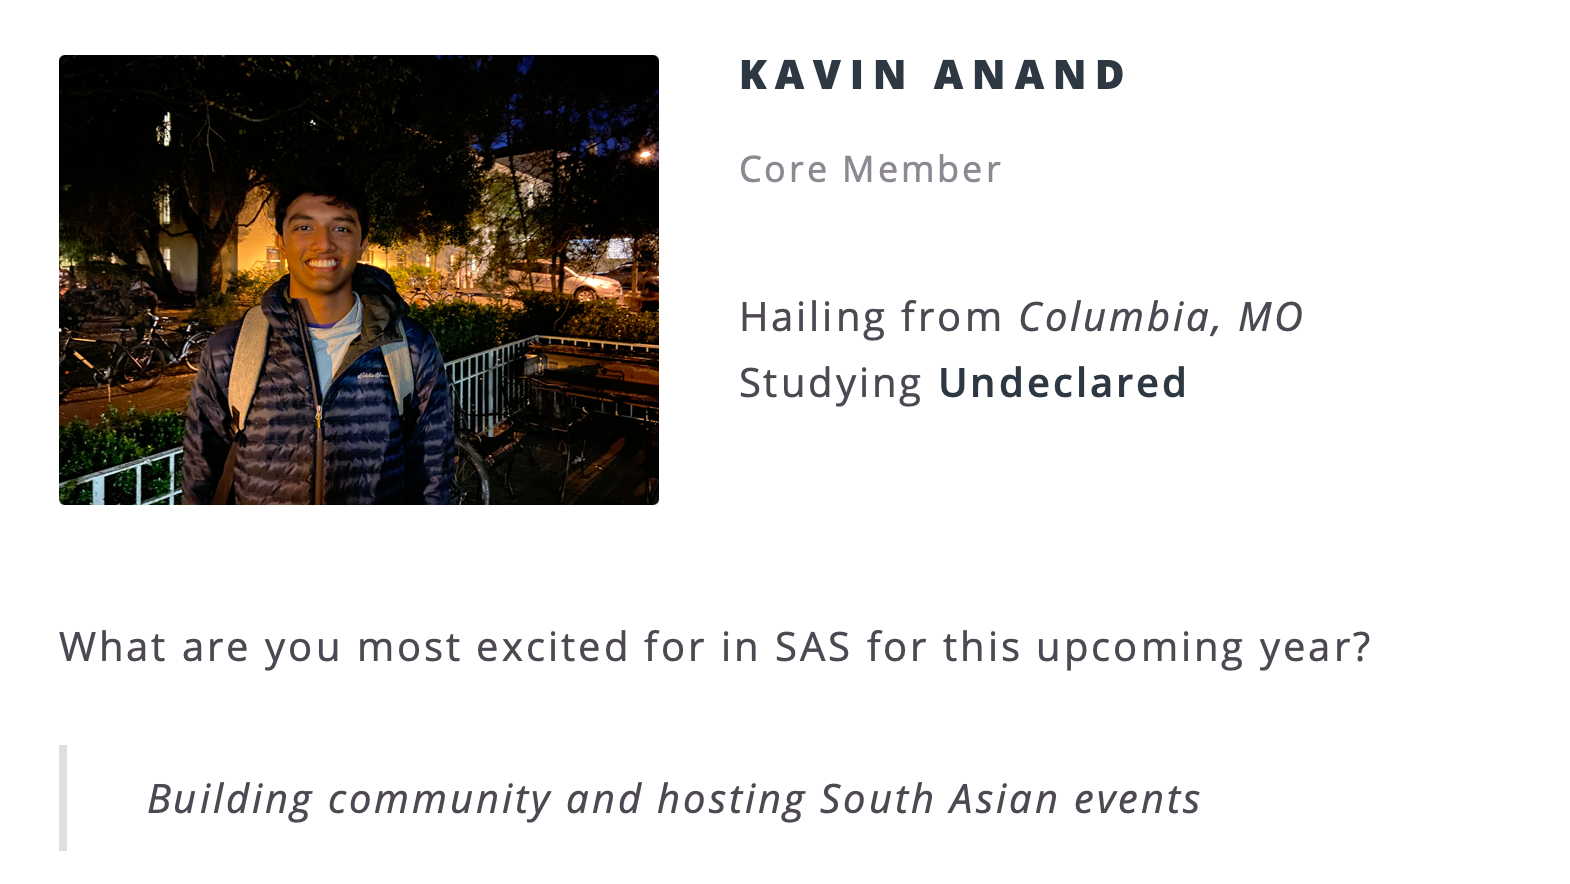 KAVIN ANAND
Core Member
Hailing from Columbia, MO
Studying Undeclared
What are you most excited for in SAS for this upcoming year?
Building community and hosting South Asian events